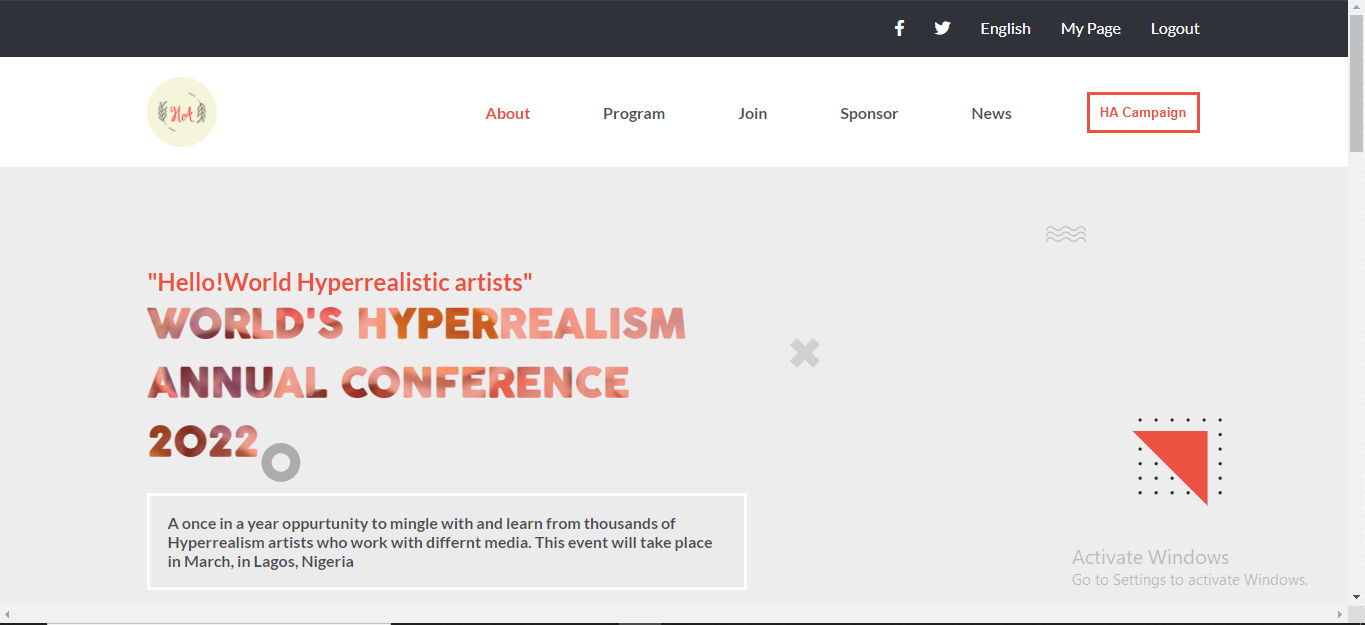 English My Page Logout
HA
About Program Join Sponsor News HA Campaign
"Hello!World Hyperrealistic artists"
WORLD'S HYPERREALISM
ANNUAL CONFERENCE
2022
A once in a year oppurtunity to mingle with and learn from thousands of
Hyperrealism artists who work with differnt media. This event will take place
in March, in Lagos, Nigeria
Activate Windows
Go to Settings to activate Windows.